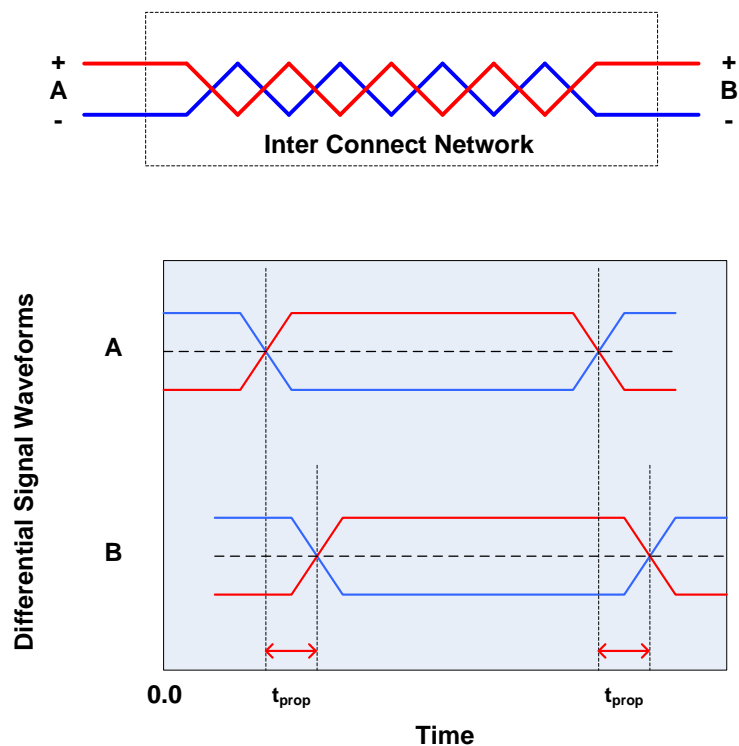 +
A
-
+
B
-
Inter Connect Network
Differential Signal Waveforms
A
B
0.0
tprop
tprop
Time